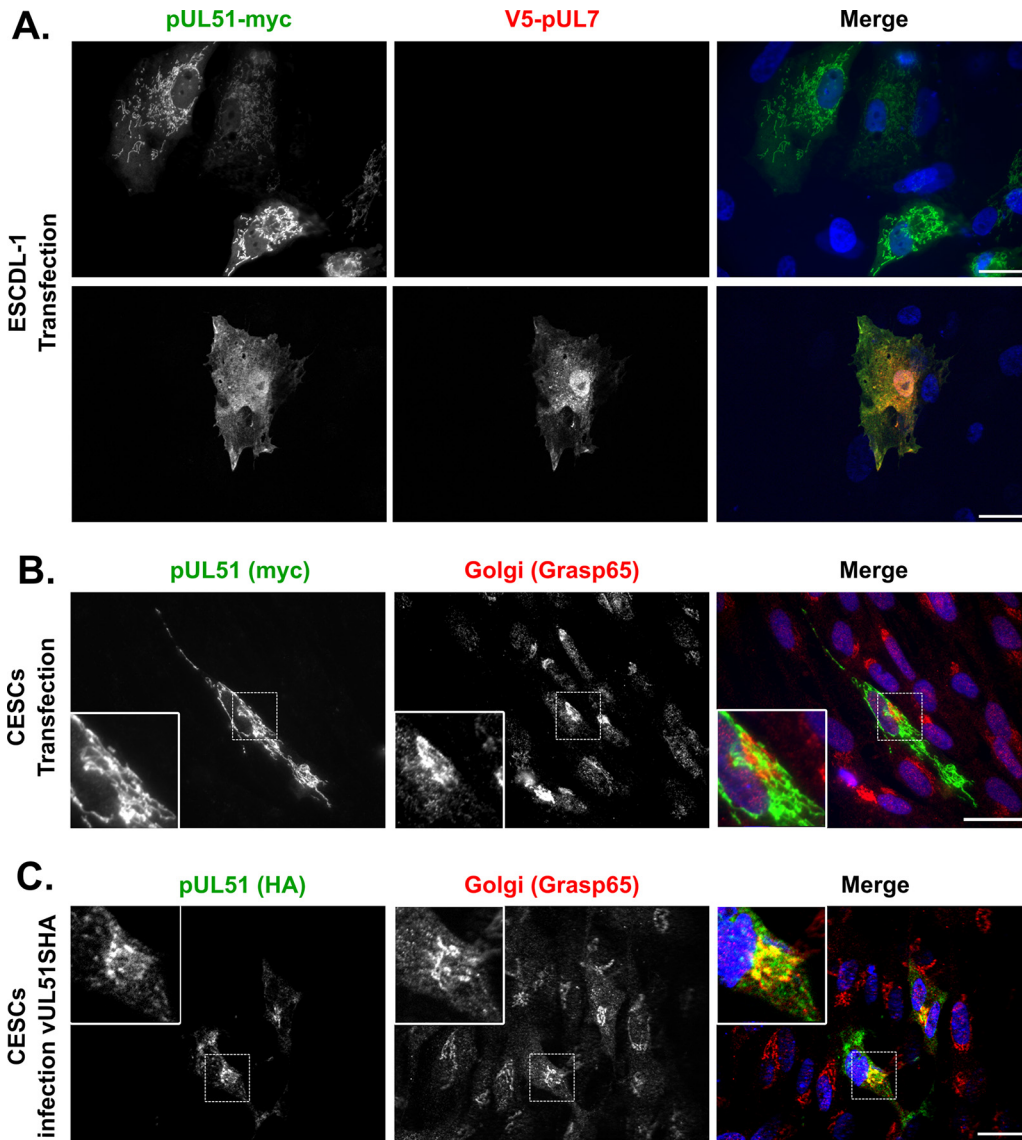 A.
pUL51-myc
V5-pUL7
Merge
ESCDL-1
Transfection
B.
pUL51 (myc)
Golgi (Grasp65)
Merge
CESCs
Transfection
C.
pUL51 (HA)
Golgi (Grasp65)
Merge
CESCs
infection vUL51SHA